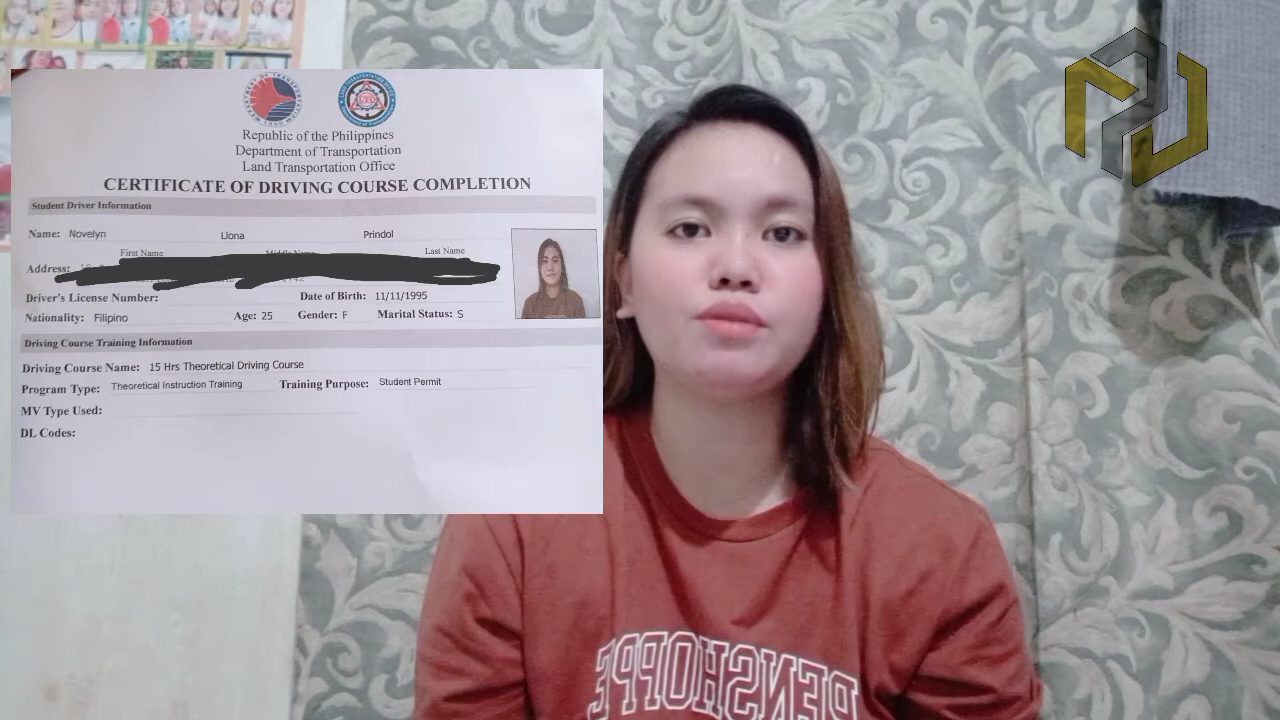 Republic of the Philippines
Department of Transportation
Land Transportation Office
CERTIFICATE OF DRIVING COURSE COMPLETION
Student Driver Information
Name: Novelyn Llona Prindol
First Name Middle Name Last Name
Address:
Driver's License Number: Date of Birth: 11/11/1995
Nationality: Filipino Age: 25 Gender: F Marital Status: S
Driving Course Training Information
Driving Course Name: 15 Hrs Theoretical Driving Course
Program Type: Theoretical Instruction Training Training Purpose: Student Permit
MV Type Used:
DL Codes:
PENSHOPPE